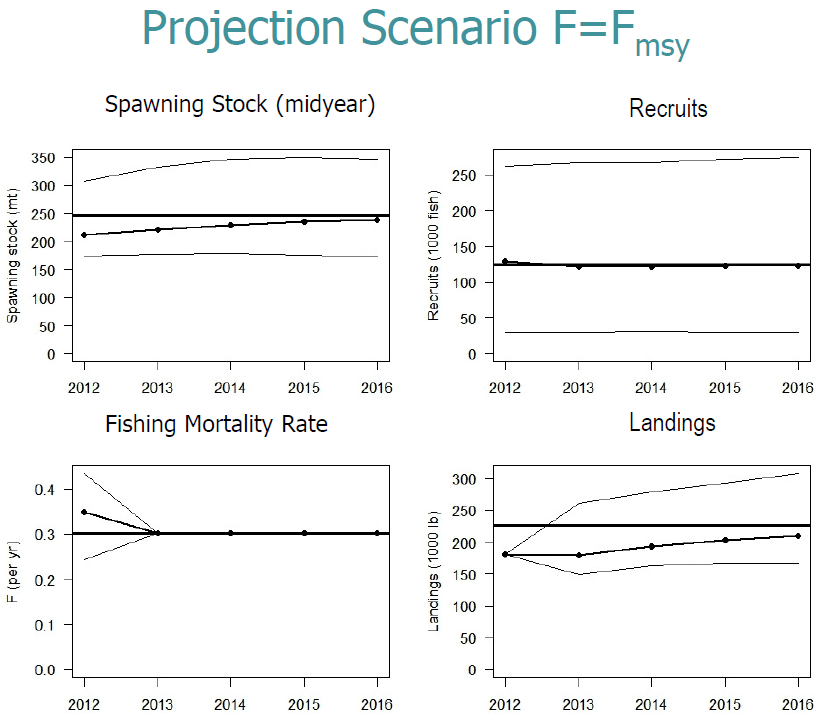 Projection Scenario F=Fmsy
Spawning Stock (midyear)
Spawning stock (mt)
350
300
250
200
150
100
50
0
2012 2013 2014 2015 2016
Recruits
Recruits (1000 fish)
250
200
150
100
50
0
2012 2013 2014 2015 2016
Fishing Mortality Rate
F (per yr)
0.4
0.3
0.2
0.1
0.0
2012 2013 2014 2015 2016
Landings
Landings (1000 lb)
300
250
200
150
100
50
0
2012 2013 2014 2015 2016